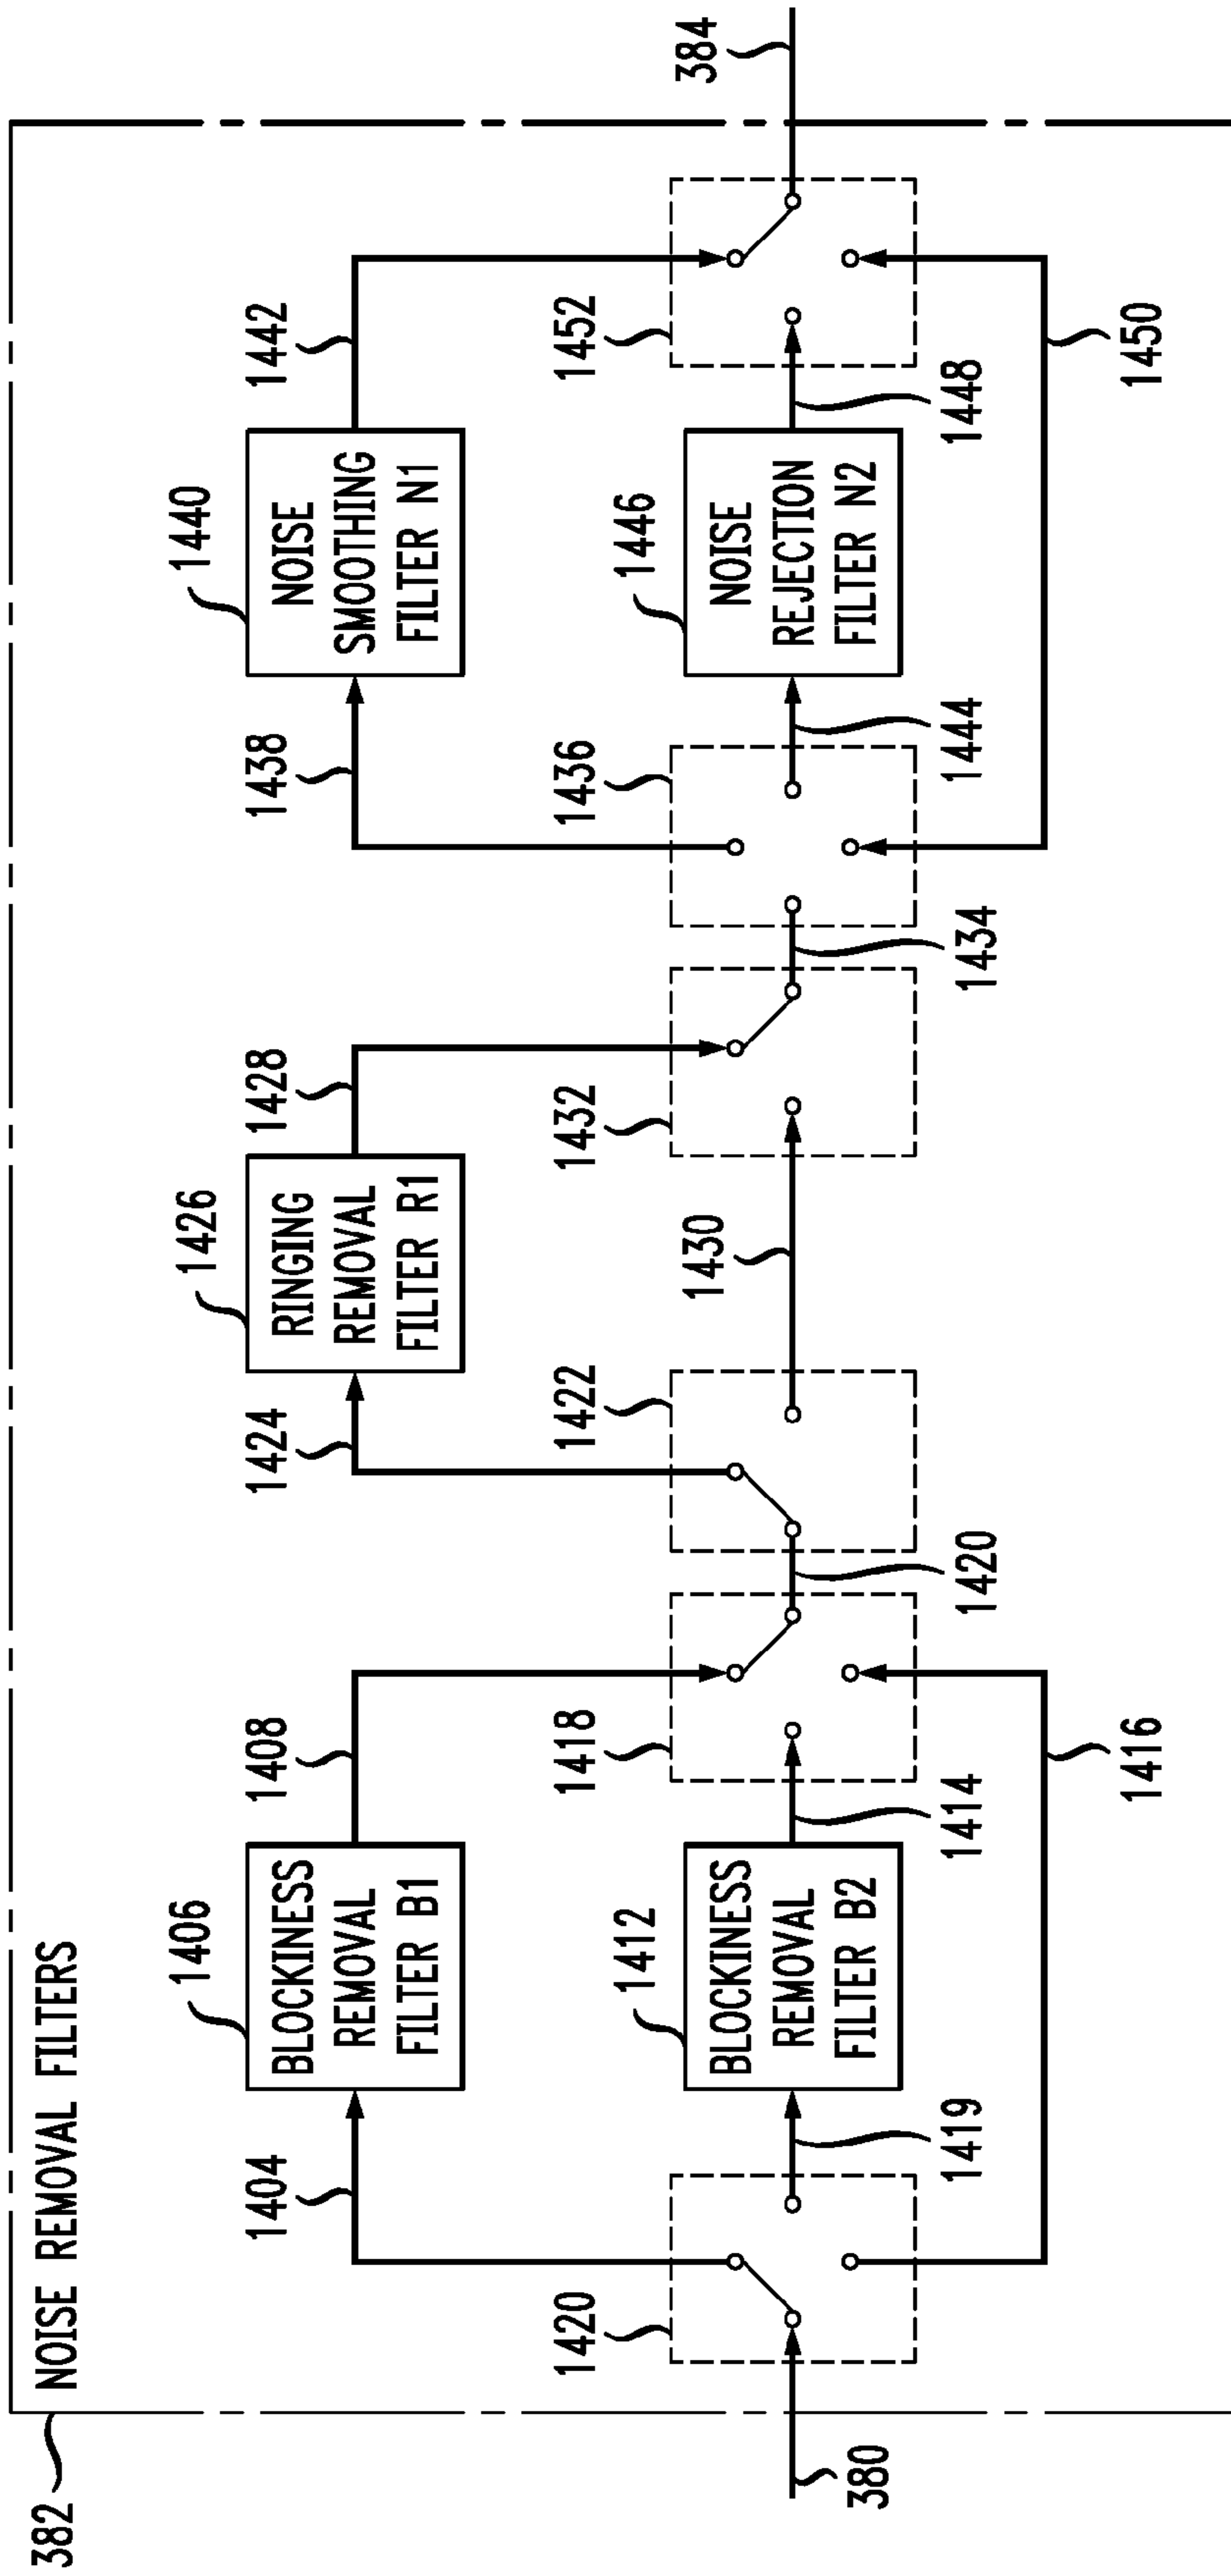 382
NOISE REMOVAL FILTERS
380
1420
1404
1406
BLOCKINESS
REMOVAL
FILTER B1
1408
1419
1412
BLOCKINESS
REMOVAL
FILTER B2
1414
1416
1418
1420
1422
1424
1426
RINGING
REMOVAL
FILTER R1
1428
1430
1432
1434
1436
1438
1440
NOISE
SMOOTHING
FILTER N1
1442
1444
1446
NOISE
REJECTION
FILTER N2
1448
1450
1452
384